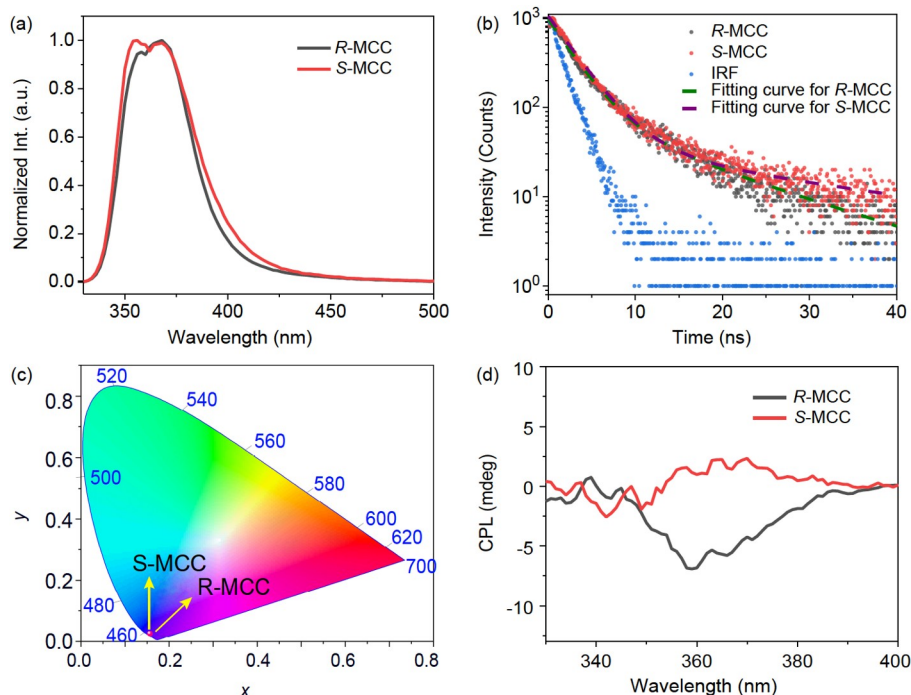 (a)
R-MCC
S-MCC
1.0
0.8
0.6
0.4
0.2
0.0
Normalized Int. (a.u.)
350 400 450 500
Wavelength (nm)
(b)
R-MCC
S-MCC
IRF
Fitting curve for R-MCC
Fitting curve for S-MCC
10³
10²
10¹
10⁰
Intensity (Counts)
0 10 20 30 40
Time (ns)
(c)
520
540
560
580
600
620
700
500
480
460
S-MCC
R-MCC
0.8
0.6
0.4
0.2
0.0
y
0.0 0.2 0.4 0.6 0.8
x
(d)
R-MCC
S-MCC
10
5
0
-5
-10
CPL (mdeg)
340 360 380 400
Wavelength (nm)